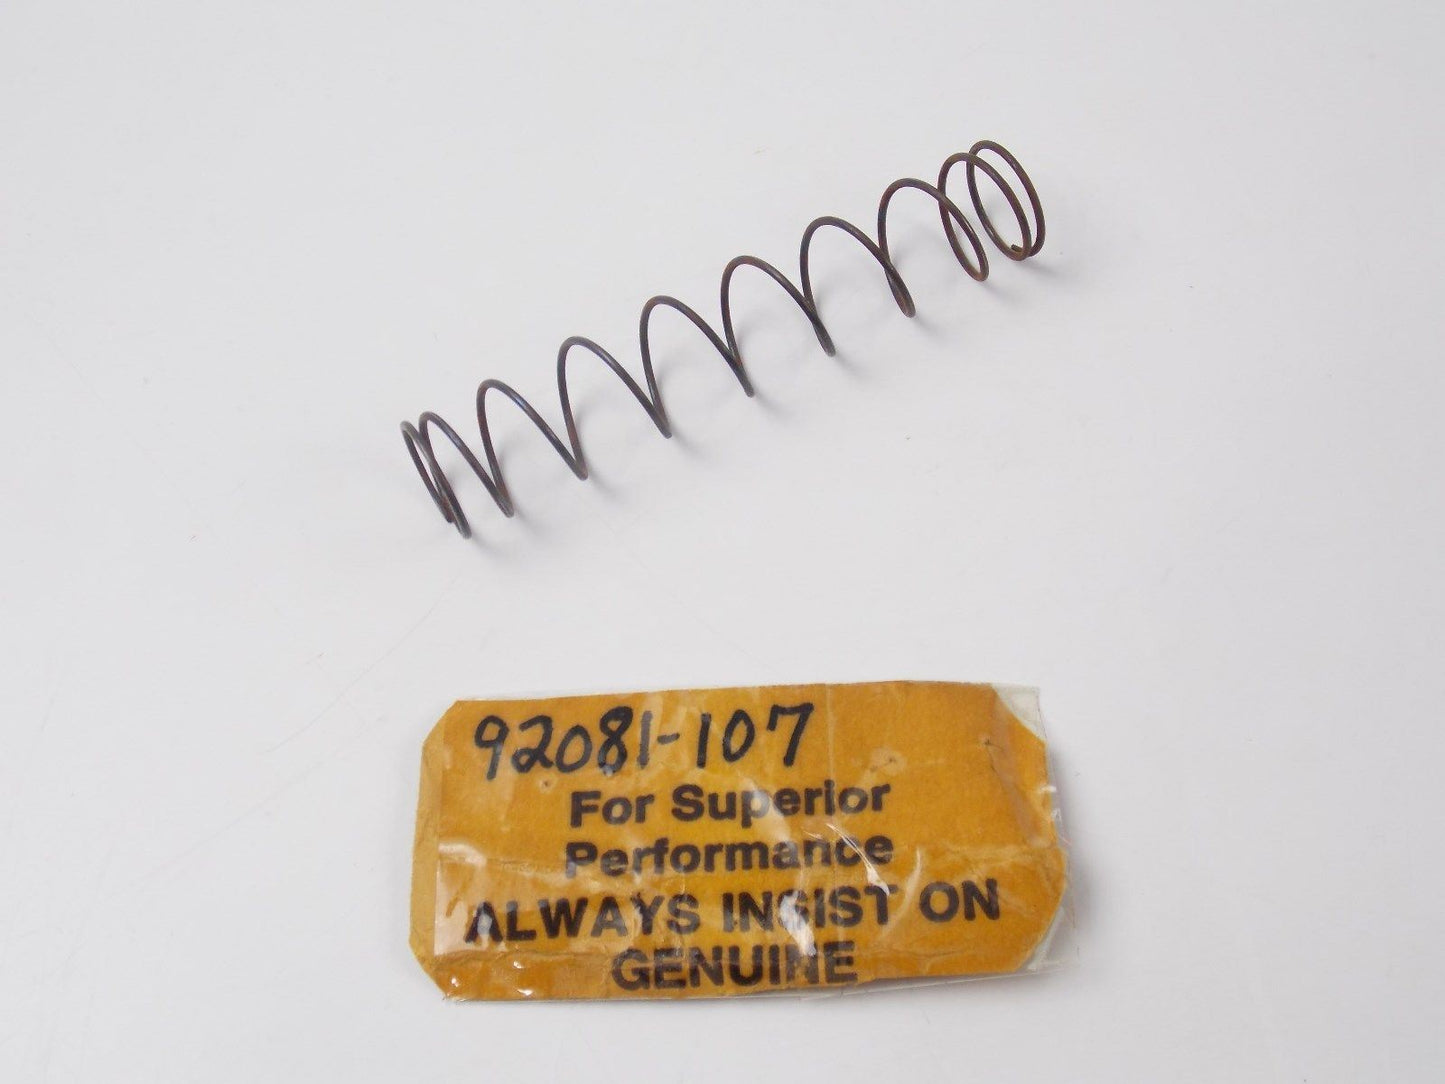 92081-107
For Superior
Performance
ALWAYS INSIST ON
GENUINE